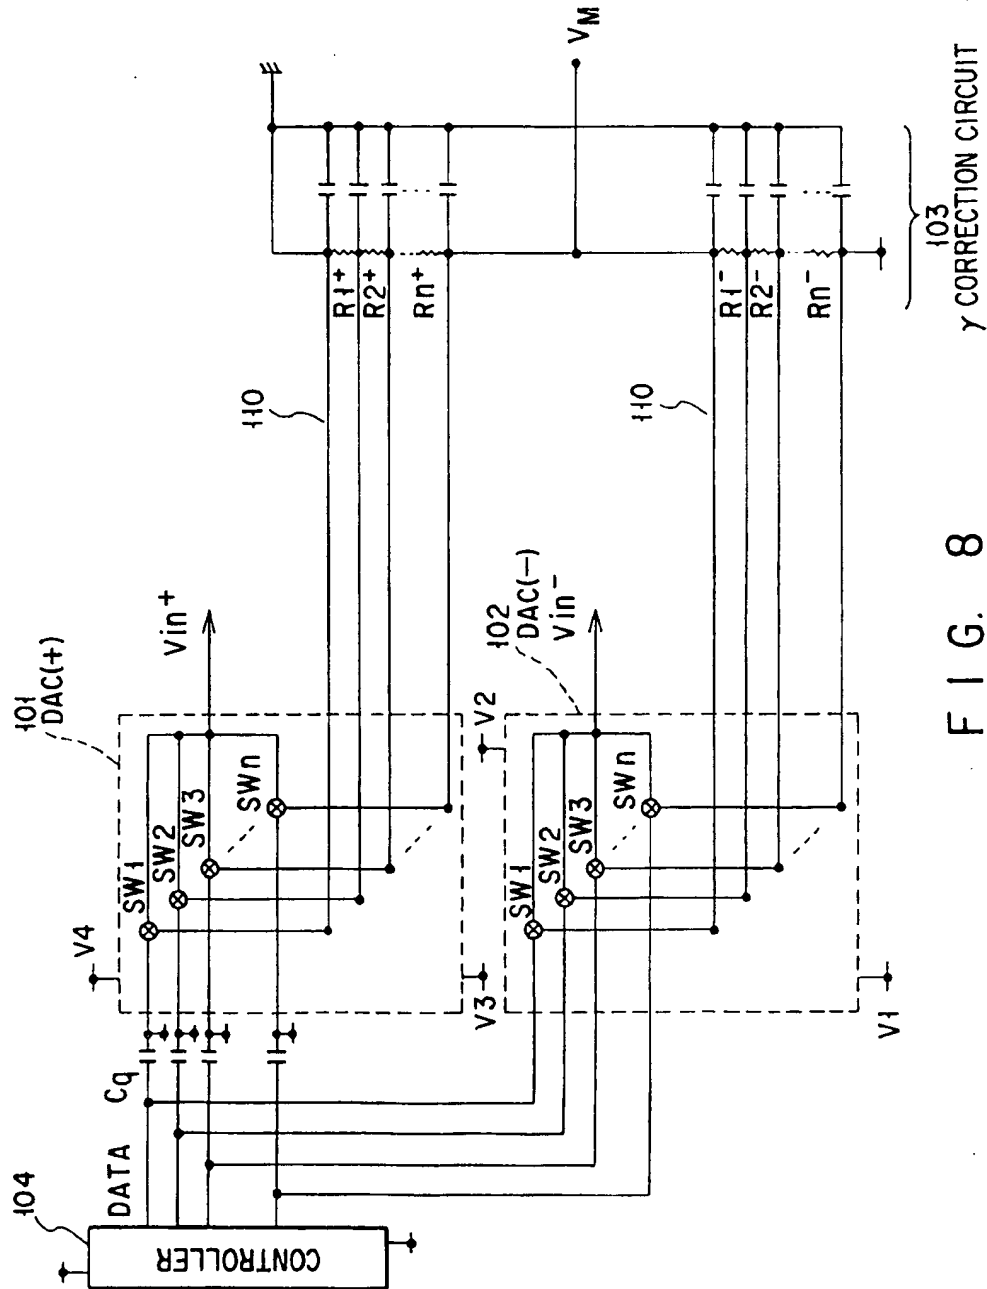 104
CONTROLLER
DATA
Cq
101
DAC(+)
V4
V3
SW1
SW2
SW3
SWn
Vin+
102
DAC(−)
Vin−
V2
V1
SW1
SW2
SW3
SWn
110
110
R1+
R2+
Rn+
R1−
R2−
Rn−
VM
103
γ CORRECTION CIRCUIT
FIG. 8